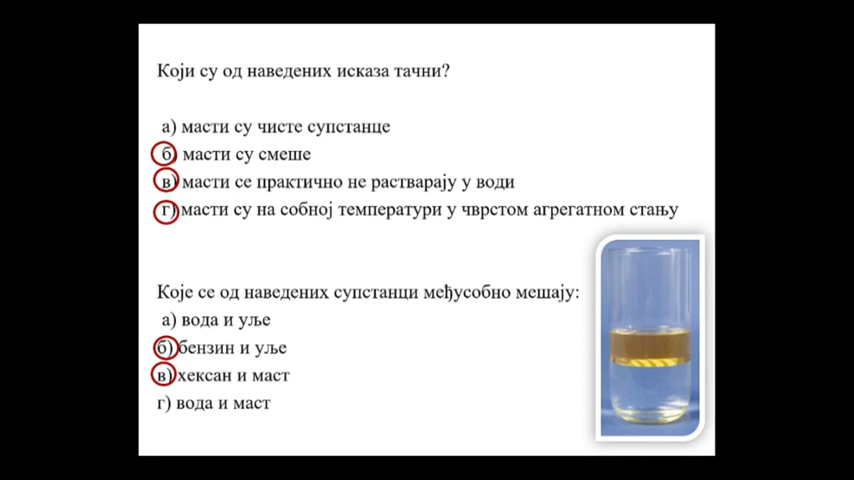 Који су од наведених исказа тачни?
а) масти су чисте супстанце
б) масти су смеше
в) масти се практично не растварају у води
г) масти су на собној температури у чврстом агрегатном стању
Које се од наведених супстанци међусобно мешају:
а) вода и уље
б) бензин и уље
в) хексан и маст
г) вода и маст